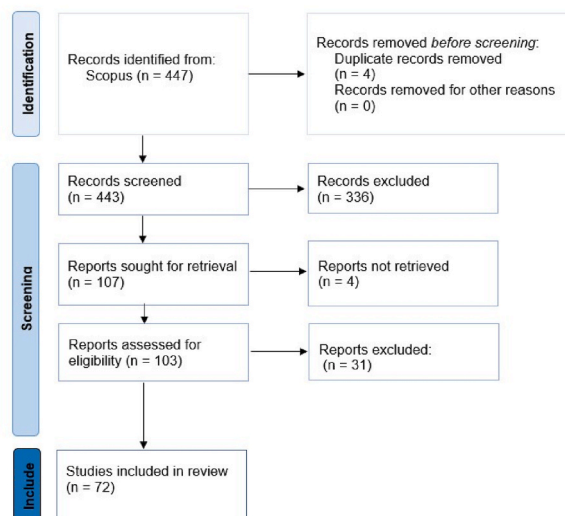 Identification
Records identified from:
Scopus (n = 447)
Records removed before screening:
Duplicate records removed
(n = 4)
Records removed for other reasons
(n = 0)
Screening
Records screened
(n = 443)
Records excluded
(n = 336)
Reports sought for retrieval
(n = 107)
Reports not retrieved
(n = 4)
Reports assessed for
eligibility (n = 103)
Reports excluded:
(n = 31)
Include
Studies included in review
(n = 72)